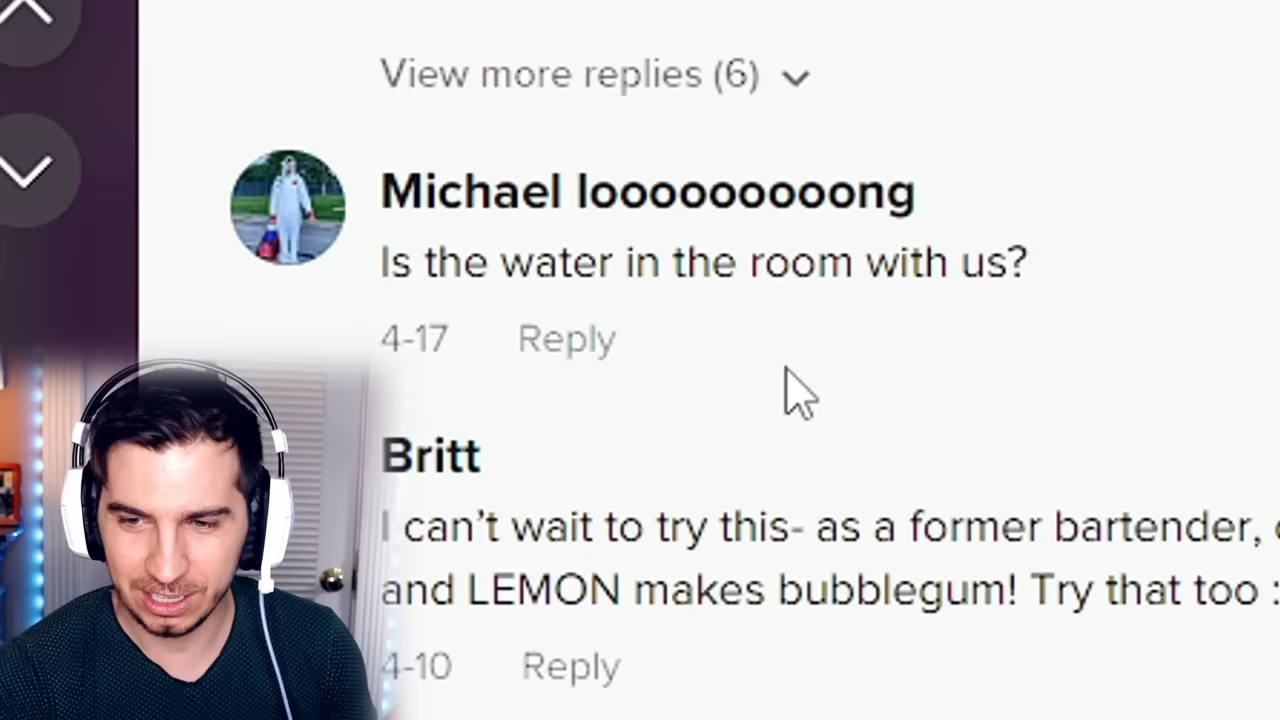 View more replies (6)
Michael looooooooong
Is the water in the room with us?
4-17 Reply
Britt
I can't wait to try this- as a former bartender,
and LEMON makes bubblegum! Try that too :
4-10 Reply